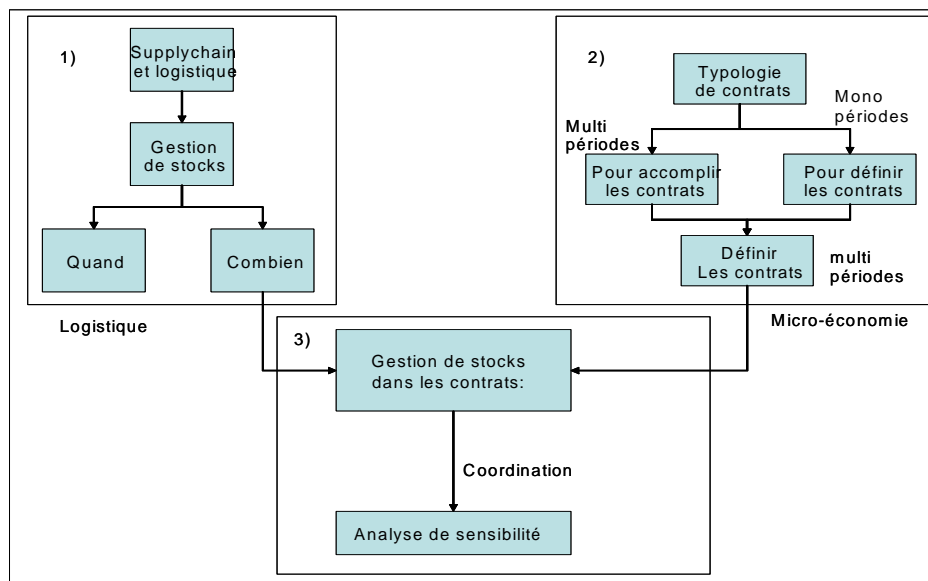 1)
Supplychain
et logistique
Gestion
de stocks
Quand
Combien
Logistique
2)
Typologie
de contrats
Mono
périodes
Multi
périodes
Pour accomplir
les contrats
Pour définir
les contrats
Définir
Les contrats
multi
périodes
Micro-économie
3)
Gestion de stocks
dans les contrats:
Coordination
Analyse de sensibilité